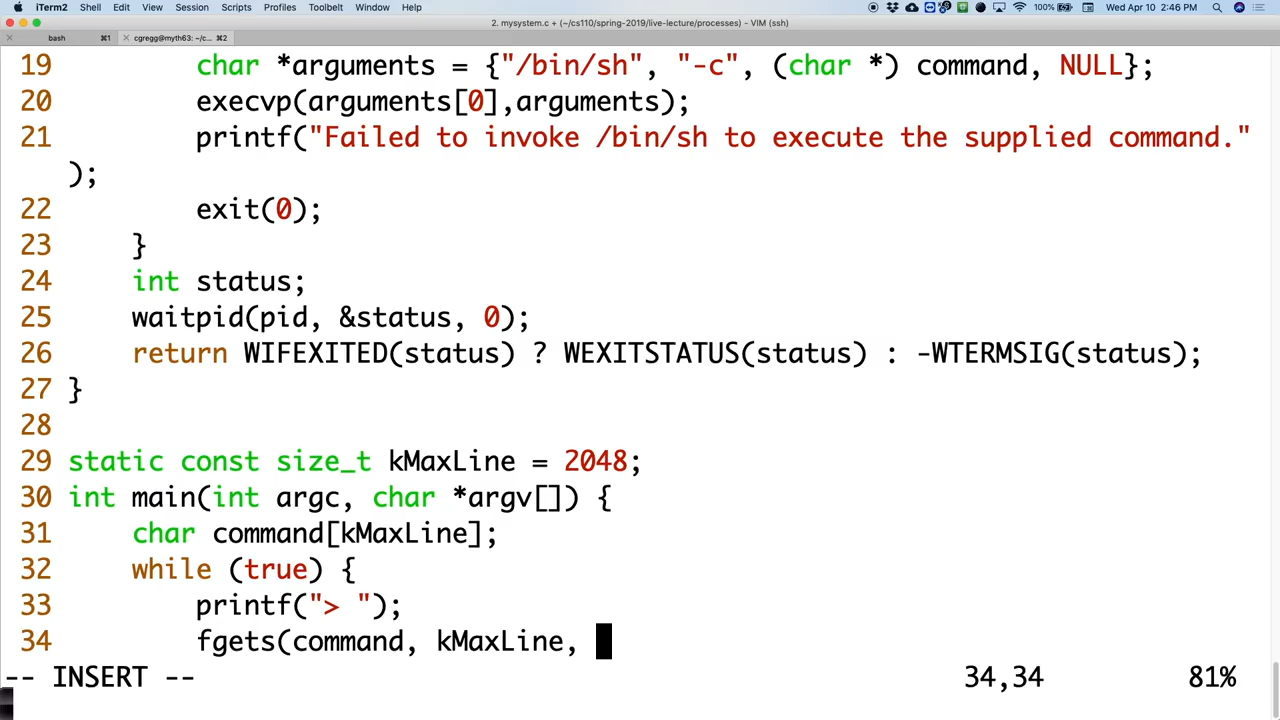 iTerm2 Shell Edit View Session Scripts Profiles Toolbelt Window Help 100% Wed Apr 10 2:46 PM
2. mysystem.c + (~/cs110/spring-2019/live-lecture/processes) - VIM (ssh)
bash ⌘1 cgregg@myth63: ~/c... ⌘2
19 char *arguments = {"/bin/sh", "-c", (char *) command, NULL};
20 execvp(arguments[0],arguments);
21 printf("Failed to invoke /bin/sh to execute the supplied command."
);
22 exit(0);
23 }
24 int status;
25 waitpid(pid, &status, 0);
26 return WIFEXITED(status) ? WEXITSTATUS(status) : -WTERMSIG(status);
27 }
28
29 static const size_t kMaxLine = 2048;
30 int main(int argc, char *argv[]) {
31 char command[kMaxLine];
32 while (true) {
33 printf("> ");
34 fgets(command, kMaxLine,
-- INSERT -- 34,34 81%